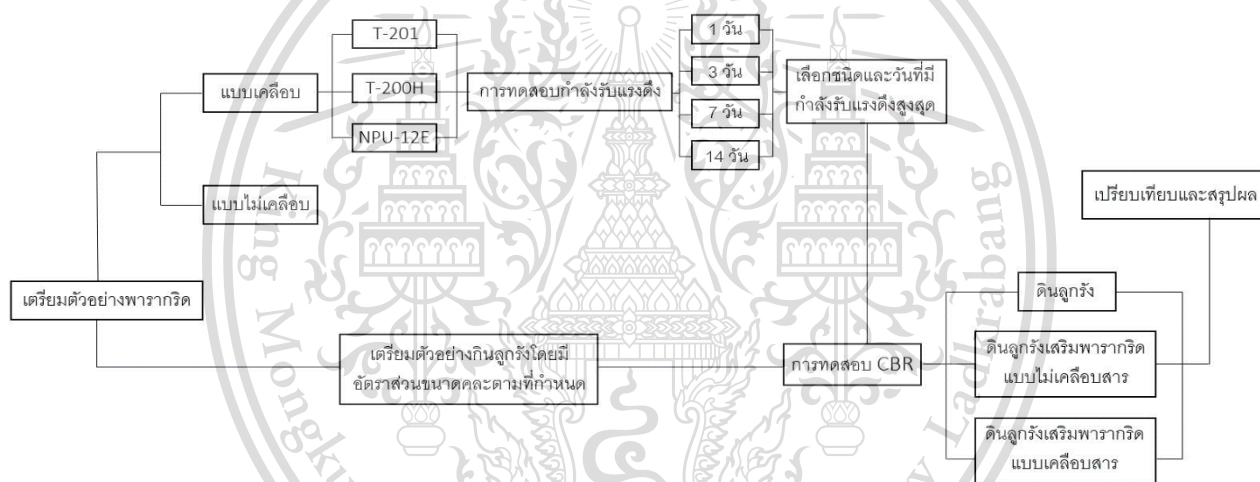 T-201
1 วัน
แบบเคลือบ
T-200H
การทดสอบกำลังรับแรงดึง
3 วัน
เลือกชนิดและวันที่มี
กำลังรับแรงดึงสูงสุด
NPU-12E
7 วัน
14 วัน
แบบไม่เคลือบ
เปรียบเทียบและสรุปผล
เตรียมตัวอย่างพารากริด
ดินลูกรัง
เตรียมตัวอย่างกินลูกรังโดยมี
อัตราส่วนขนาดคละตามที่กำหนด
การทดสอบ CBR
ดินลูกรังเสริมพารากริด
แบบไม่เคลือบสาร
ดินลูกรังเสริมพารากริด
แบบเคลือบสาร
King Mongku
Ladkrabang